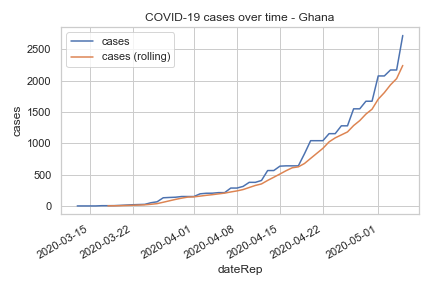 COVID-19 cases over time - Ghana
cases
cases (rolling)
cases
2500
2000
1500
1000
500
0
2020-03-15
2020-03-22
2020-04-01
2020-04-08
2020-04-15
2020-04-22
2020-05-01
dateRep